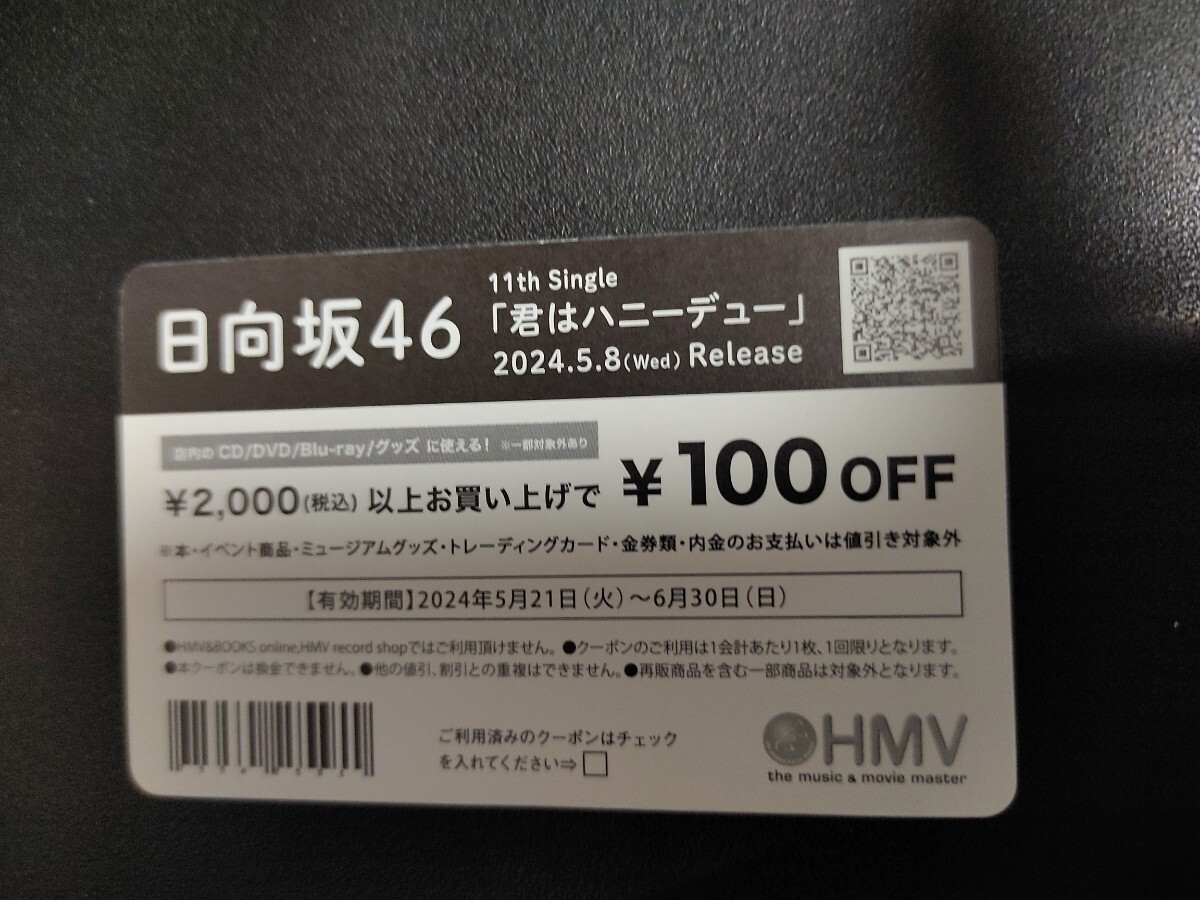 日向坂46
11th Single
「君はハニーデュー」
2024.5.8(Wed) Release
店内の CD/DVD/Blu-ray/グッズ に使える! ※一部対象外あり
¥2,000(税込)以上お買い上げで ¥100 OFF
※本・イベント商品・ミュージアムグッズ・トレーディングカード・金券類・内金のお支払いは値引き対象外
【有効期間】2024年5月21日(火)～6月30日(日)
●HMV&BOOKS online,HMV record shopではご利用頂けません。 ●クーポンのご利用は1会計あたり1枚、1回限りとなります。
●本クーポンは換金できません。 ●他の値引、割引との重複はできません。 ●再販商品を含む一部商品は対象外となります。
ご利用済みのクーポンはチェック
を入れてください⇒□
HMV
the music & movie master